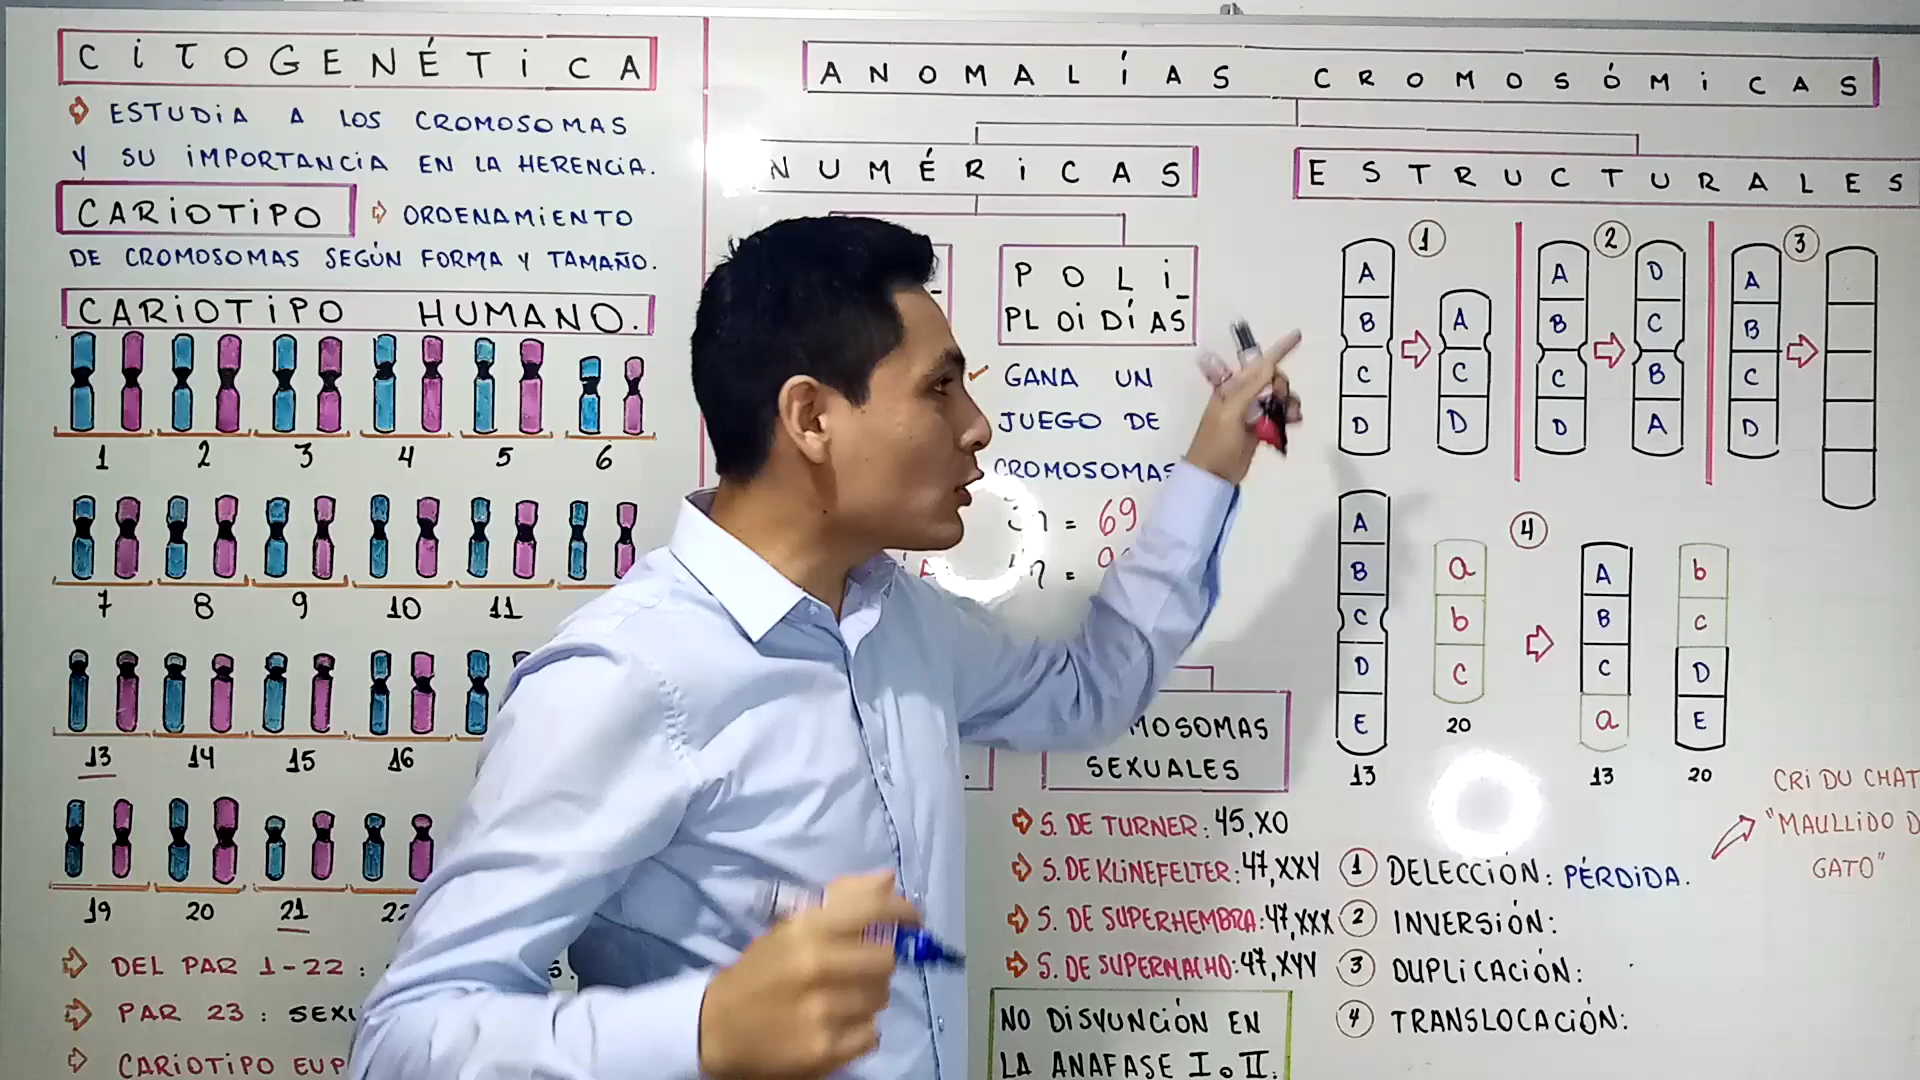 CITOGENÉTICA
ESTUDIA A LOS CROMOSOMAS
Y SU IMPORTANCIA EN LA HERENCIA.
CARIOTIPO ⇨ ORDENAMIENTO
DE CROMOSOMAS SEGÚN FORMA Y TAMAÑO.
CARIOTIPO HUMANO.
1 2 3 4 5 6
7 8 9 10 11
13 14 15 16
19 20 21
DEL PAR 1-22:
PAR 23:
CARIOTIPO
ANOMALÍAS CROMOSÓMICAS
NUMÉRICAS
POLI_
PLOIDÍAS
GANA UN
JUEGO DE
CROMOSOMAS
= 69
SEXUALES
S. DE TURNER: 45,XO
S. DE KLINEFELTER: 47,XXY
S. DE SUPERHEMBRA: 47,XXX
S. DE SUPERMACHO: 47,XYY
NO DISYUNCIÓN EN
LA ANAFASE I o II.
ESTRUCTURALES
1 2 3
A A A D A
B A B C B
C C C B C
D D D A D
4
A
B a A b
C b B C
D C C D
E 20 a E
13 13 20
CRI DU CHAT
"MAULLIDO
GATO"
1 DELECCIÓN: PÉRDIDA.
2 INVERSIÓN:
3 DUPLICACIÓN:
4 TRANSLOCACIÓN: